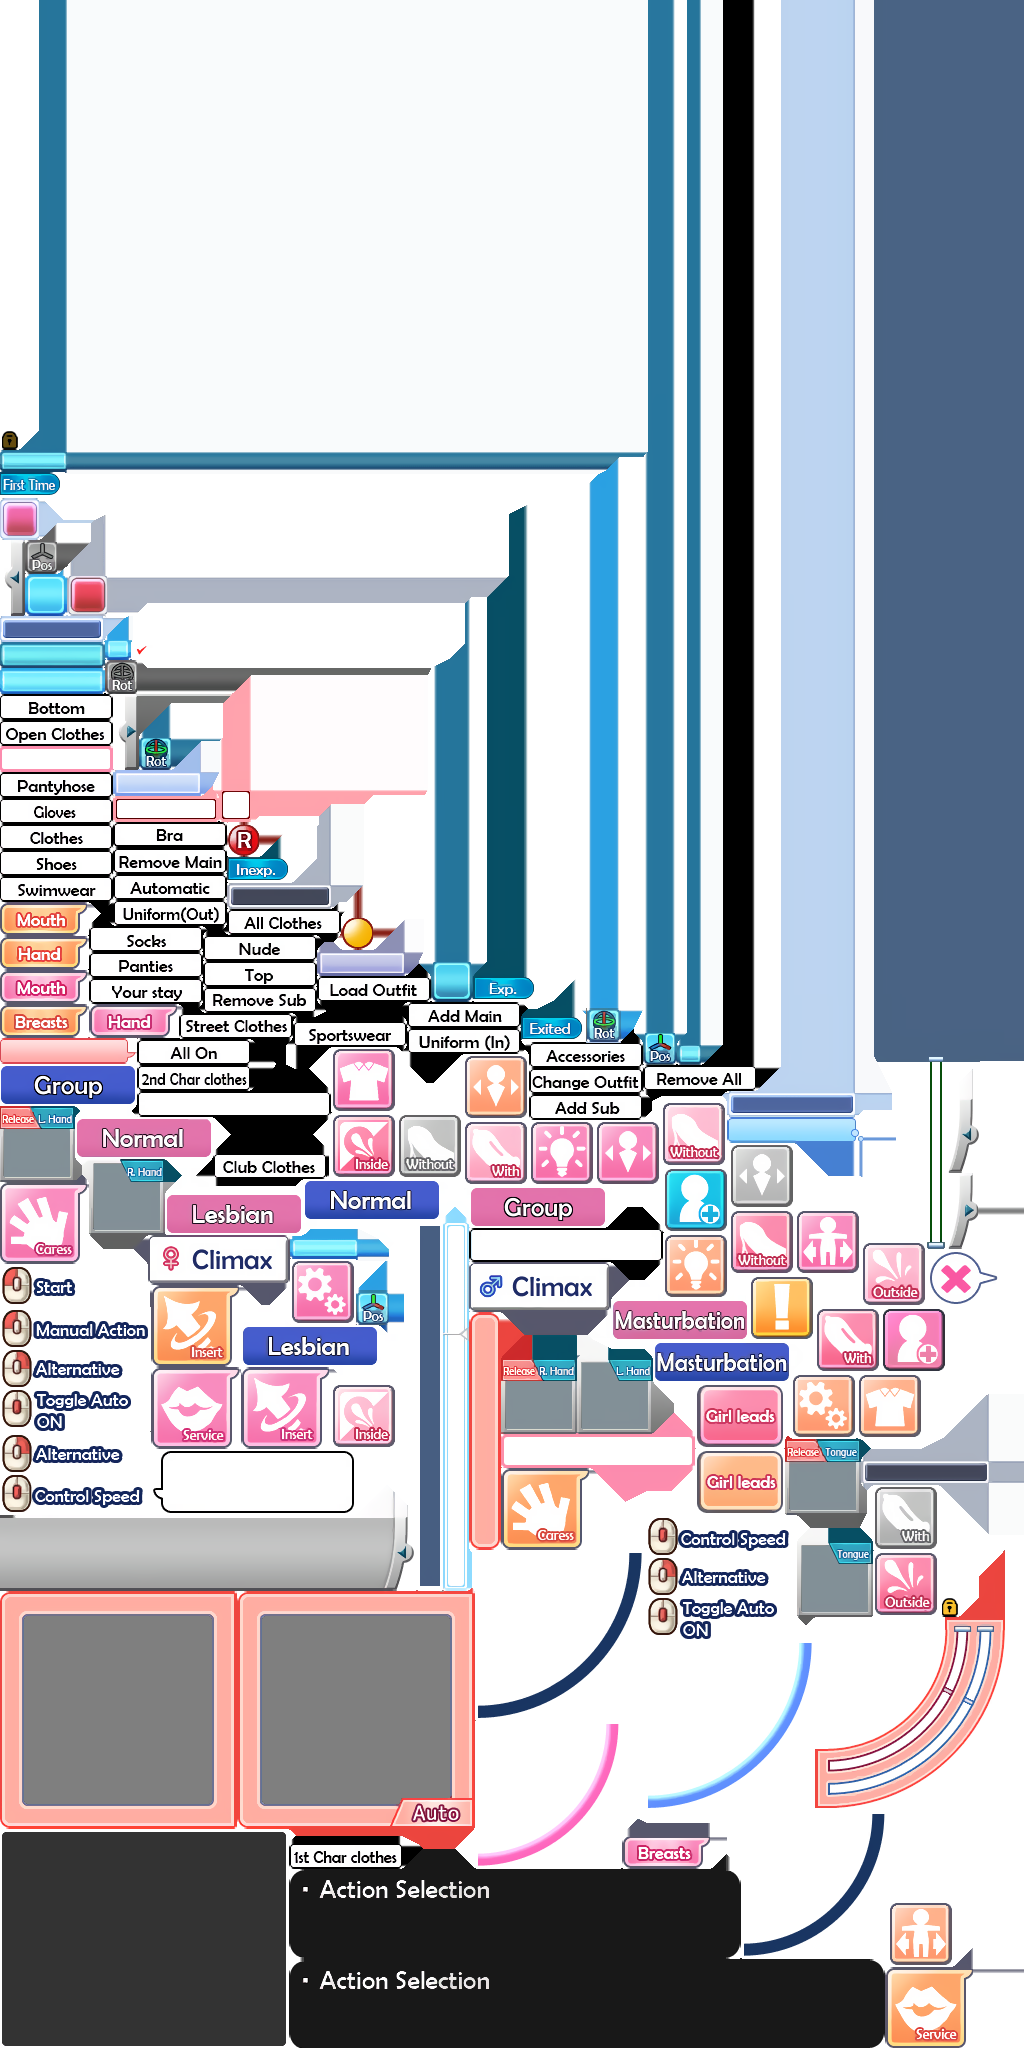 First Time
Pos
Rot
Bottom
Open Clothes
Rot
Pantyhose
Gloves
Clothes
Bra
R
Shoes
Remove Main
Inexp.
Swimwear
Automatic
Mouth
Uniform(Out)
All Clothes
Hand
Socks
Nude
Panties
Top
Mouth
Your stay
Remove Sub
Load Outfit
Exp.
Breasts
Hand
Street Clothes
Sportswear
Add Main
Exited
Rot
Uniform (In)
Pos
All On
Accessories
Group
2nd Char clothes
Change Outfit
Remove All
Add Sub
Release
L. Hand
Normal
Inside
Without
With
Without
R. Hand
Club Clothes
Caress
Lesbian
Normal
Group
Without
Climax
Climax
Outside
Start
Pos
Manual Action
Insert
Lesbian
Masturbation
With
Alternative
Release
R. Hand
L. Hand
Masturbation
Toggle Auto
ON
Service
Insert
Inside
Girl leads
Alternative
Release
Tongue
Control Speed
Girl leads
Caress
Control Speed
With
Tongue
Alternative
Outside
Toggle Auto
ON
Auto
1st Char clothes
Breasts
・ Action Selection
・ Action Selection
Service